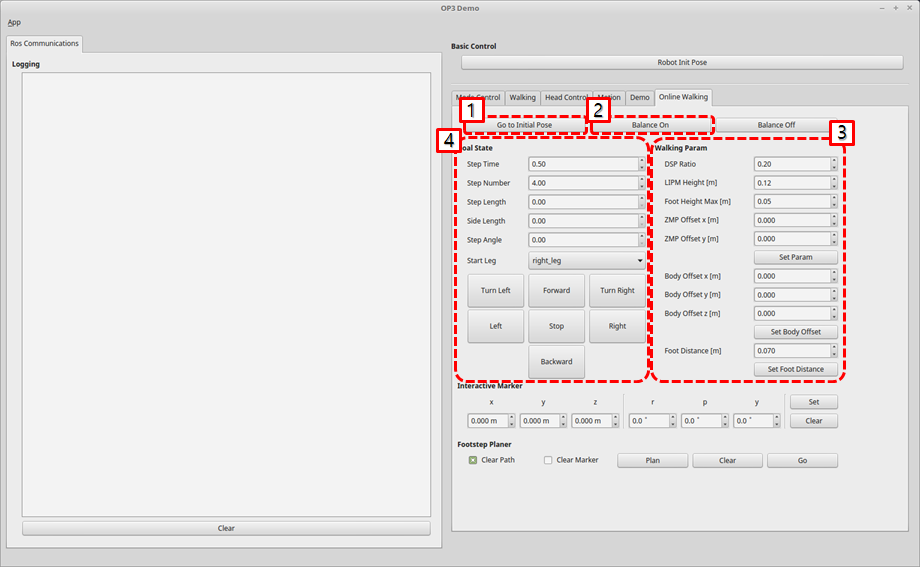 OP3 Demo
App
Ros Communications
Logging
Clear
Basic Control
Robot Init Pose
Mode Control Walking Head Control Motion Demo Online Walking
1 2 3 4
Go to Initial Pose Balance On Balance Off
oal State
Step Time 0.50
Step Number 4.00
Step Length 0.00
Side Length 0.00
Step Angle 0.00
Start Leg right_leg
Turn Left Forward Turn Right
Left Stop Right
Backward
Walking Param
DSP Ratio 0.20
LIPM Height [m] 0.12
Foot Height Max [m] 0.05
ZMP Offset x [m] 0.000
ZMP Offset y [m] 0.000
Set Param
Body Offset x [m] 0.000
Body Offset y [m] 0.000
Body Offset z [m] 0.000
Set Body Offset
Foot Distance [m] 0.070
Set Foot Distance
Interactive Marker
x y z r p y Set
0.000 m 0.000 m 0.000 m 0.0 ° 0.0 ° 0.0 ° Clear
Footstep Planer
Clear Path Clear Marker Plan Clear Go